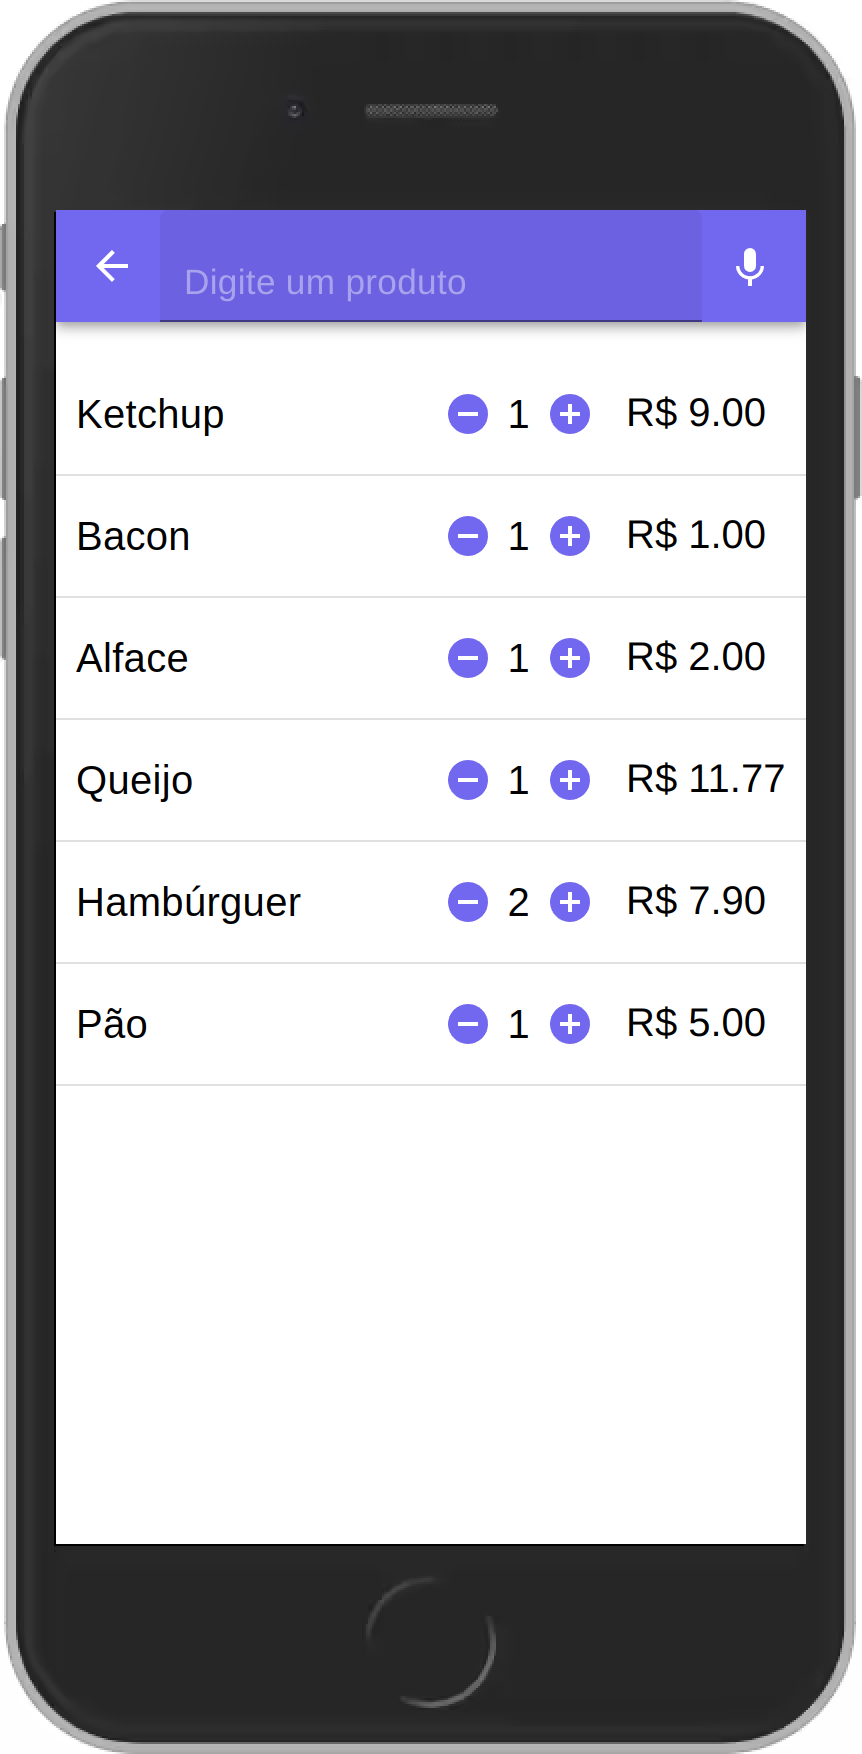 Digite um produto
Ketchup 1 R$ 9.00
Bacon 1 R$ 1.00
Alface 1 R$ 2.00
Queijo 1 R$ 11.77
Hambúrguer 2 R$ 7.90
Pão 1 R$ 5.00